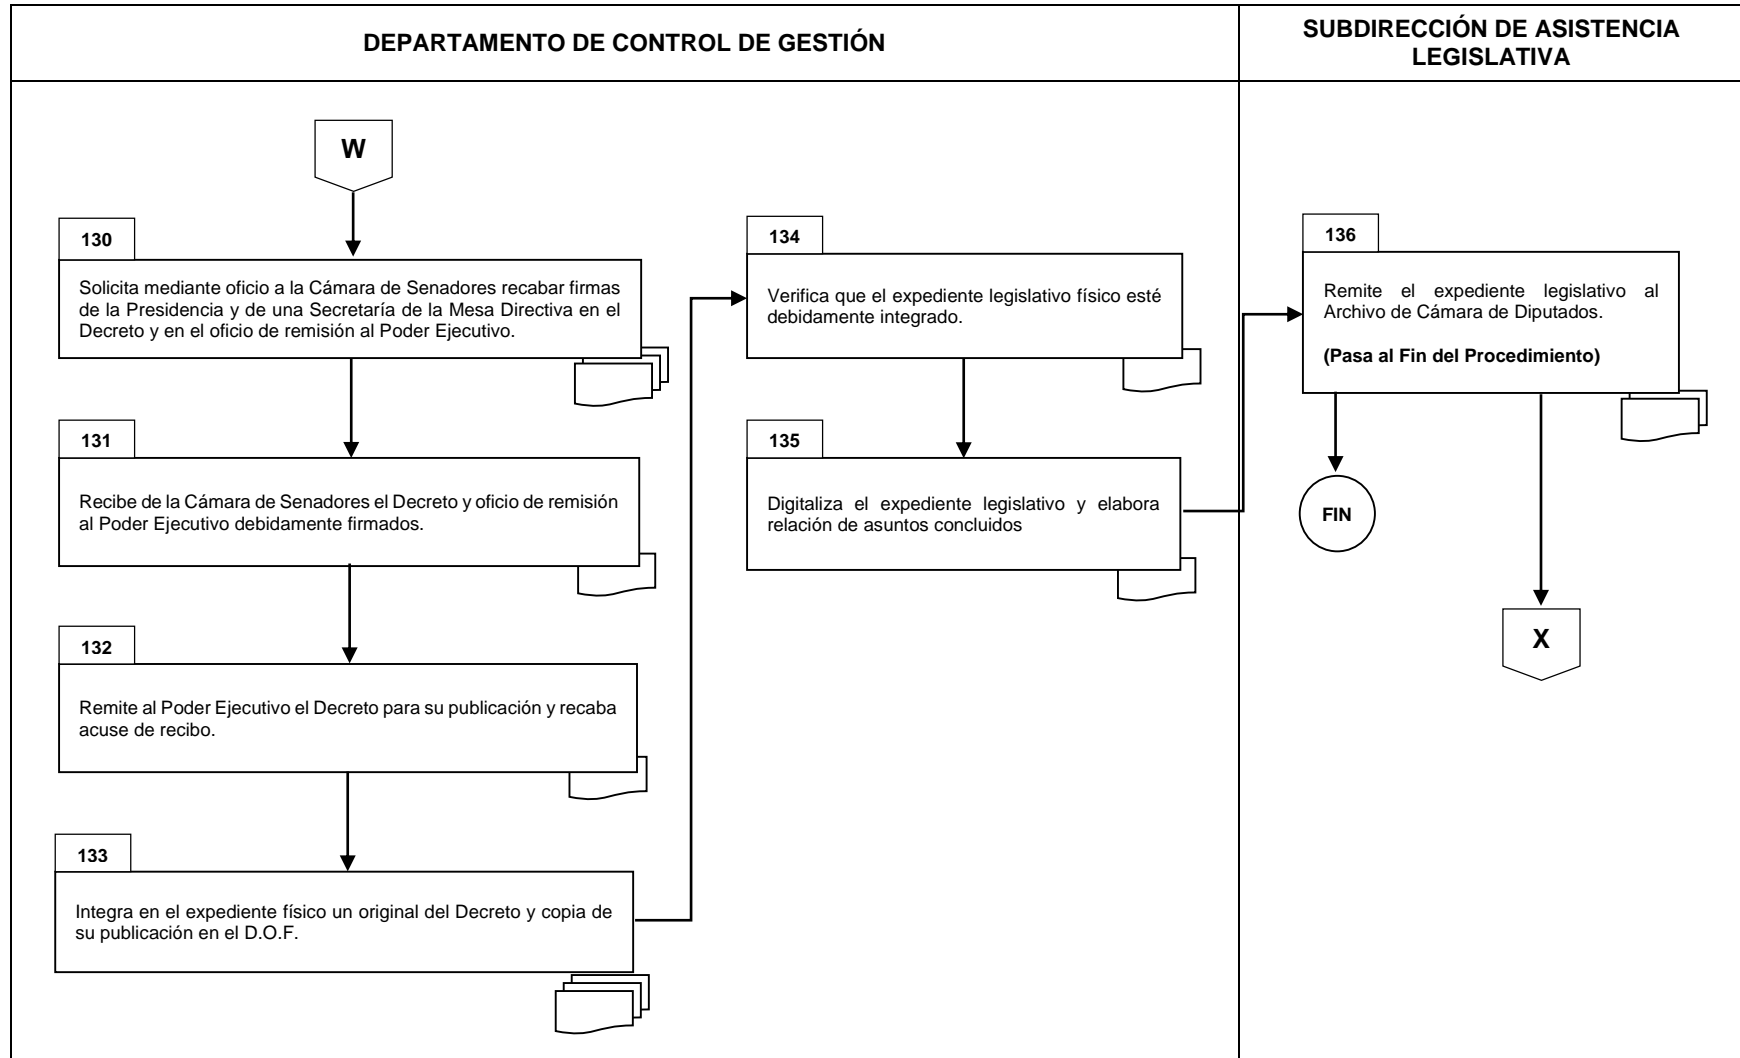 DEPARTAMENTO DE CONTROL DE GESTIÓN
SUBDIRECCIÓN DE ASISTENCIA
LEGISLATIVA
W
130
Solicita mediante oficio a la Cámara de Senadores recabar firmas
de la Presidencia y de una Secretaría de la Mesa Directiva en el
Decreto y en el oficio de remisión al Poder Ejecutivo.
131
Recibe de la Cámara de Senadores el Decreto y oficio de remisión
al Poder Ejecutivo debidamente firmados.
132
Remite al Poder Ejecutivo el Decreto para su publicación y recaba
acuse de recibo.
133
Integra en el expediente físico un original del Decreto y copia de
su publicación en el D.O.F.
134
Verifica que el expediente legislativo físico esté
debidamente integrado.
135
Digitaliza el expediente legislativo y elabora
relación de asuntos concluidos
136
Remite el expediente legislativo al
Archivo de Cámara de Diputados.
(Pasa al Fin del Procedimiento)
FIN
X